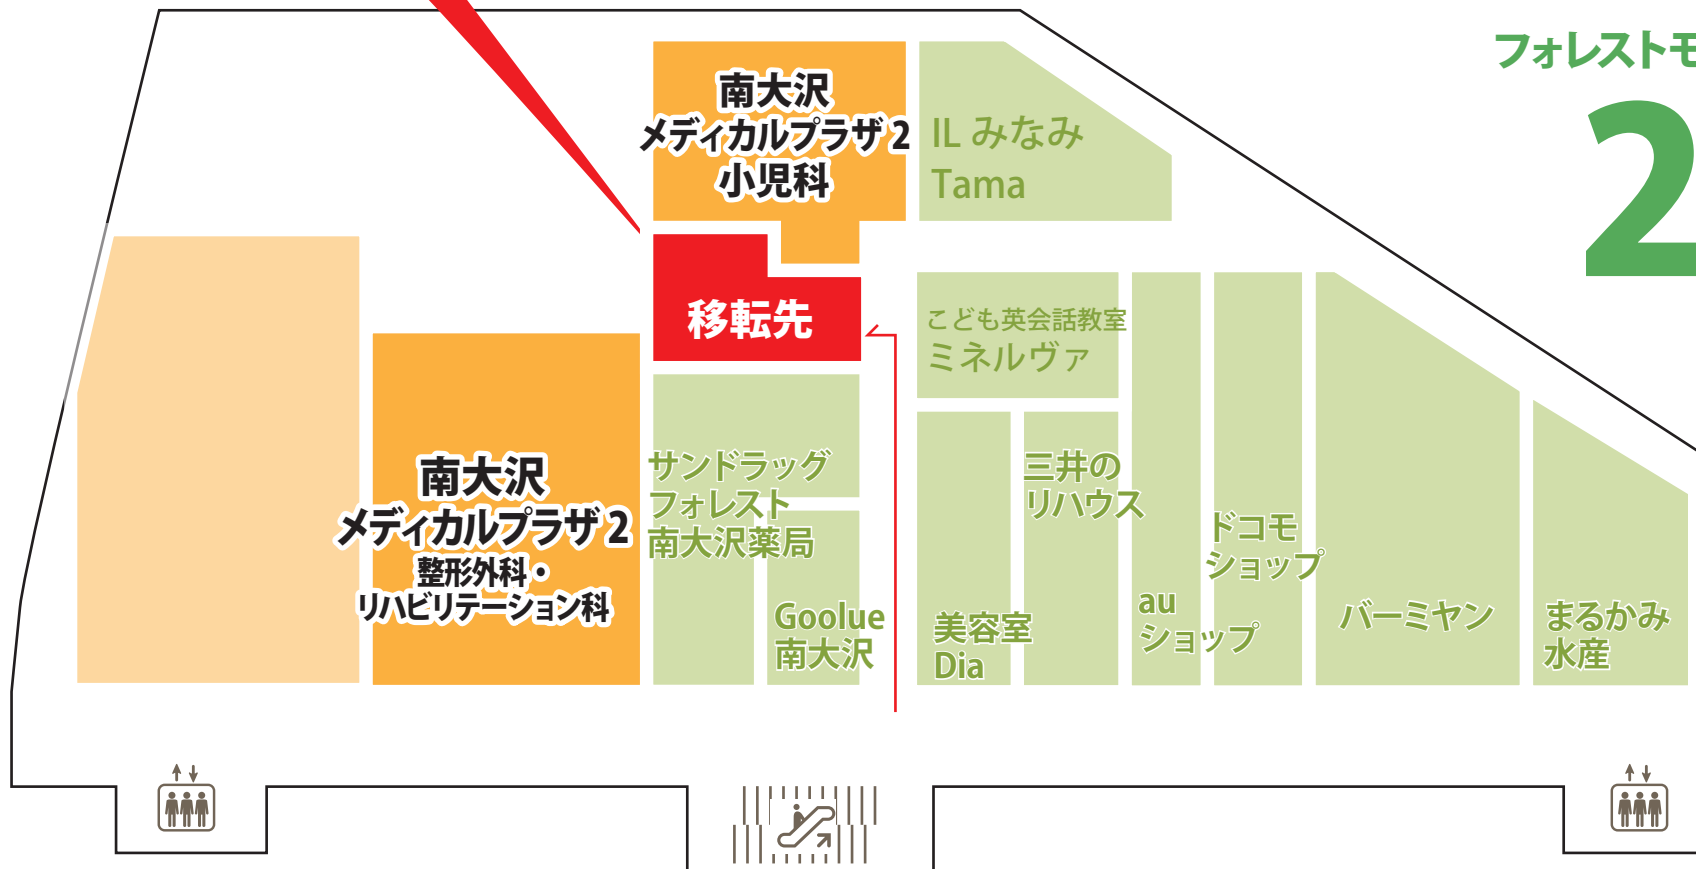 フォレストモ
2
南大沢
メディカルプラザ 2
小児科
IL みなみ
Tama
移転先
こども英会話教室
ミネルヴァ
南大沢
メディカルプラザ 2
整形外科・
リハビリテーション科
サンドラッグ
フォレスト
南大沢薬局
Goolue
南大沢
美容室
Dia
三井の
リハウス
au
ショップ
ドコモ
ショップ
バーミヤン
まるかみ
水産